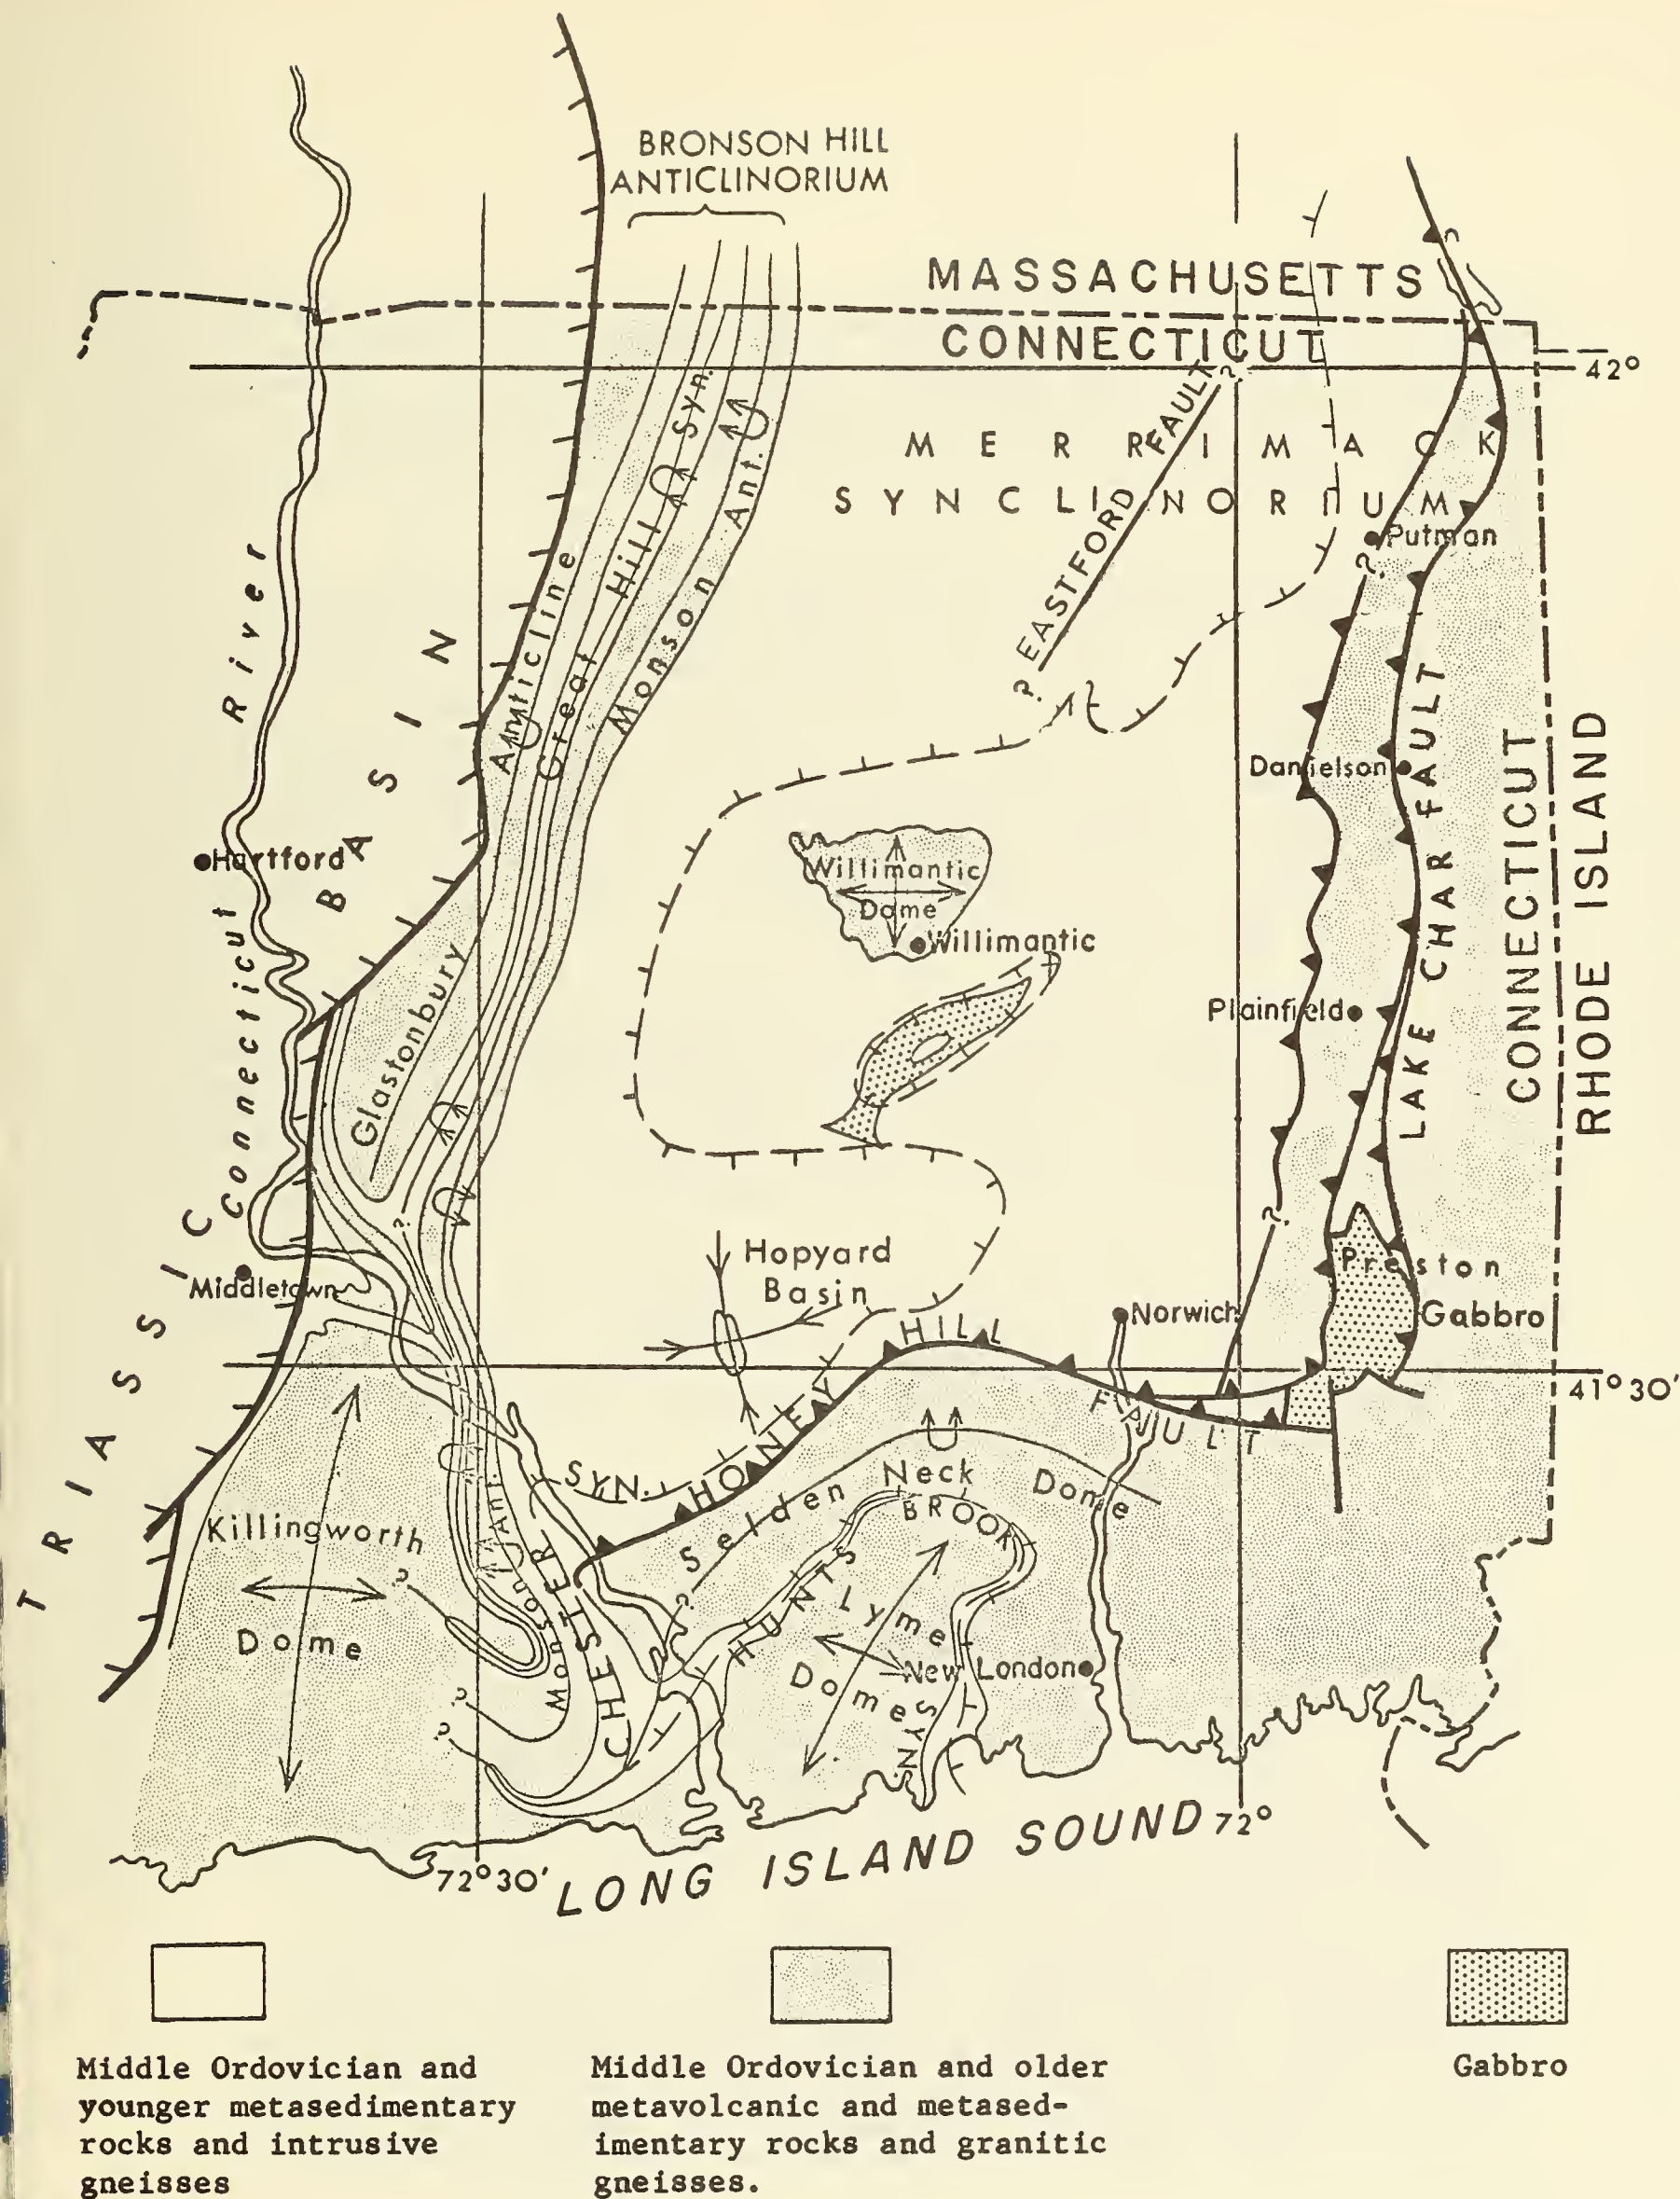 BRONSON HILL
ANTICLINORIUM
MASSACHUSETTS
CONNECTICUT
42°
MERRIMACK
SYNCLINORIUM
EASTFORD FAULT
?
?
Putman
?
Great Hill Syn.
Monson Ant.
Glastonbury Anticline
Connecticut River
TRIASSIC BASIN
Hartford
Willimantic
Dome
Willimantic
Danielson
Plainfield
LAKE CHAR FAULT
CONNECTICUT
RHODE ISLAND
?
?
Middletown
Hopyard
Basin
Norwich
Preston
Gabbro
41°30'
HONEY HILL FAULT
CHESTER SYN.
Selden Neck Dome
HUNTS BROOK SYN.
Killingworth
Dome
?
Monson Ant.
?
?
?
Lyme
Dome
New London
72°
72°30'
LONG ISLAND SOUND
Middle Ordovician and
younger metasedimentary
rocks and intrusive
gneisses
Middle Ordovician and older
metavolcanic and metased-
imentary rocks and granitic
gneisses.
Gabbro